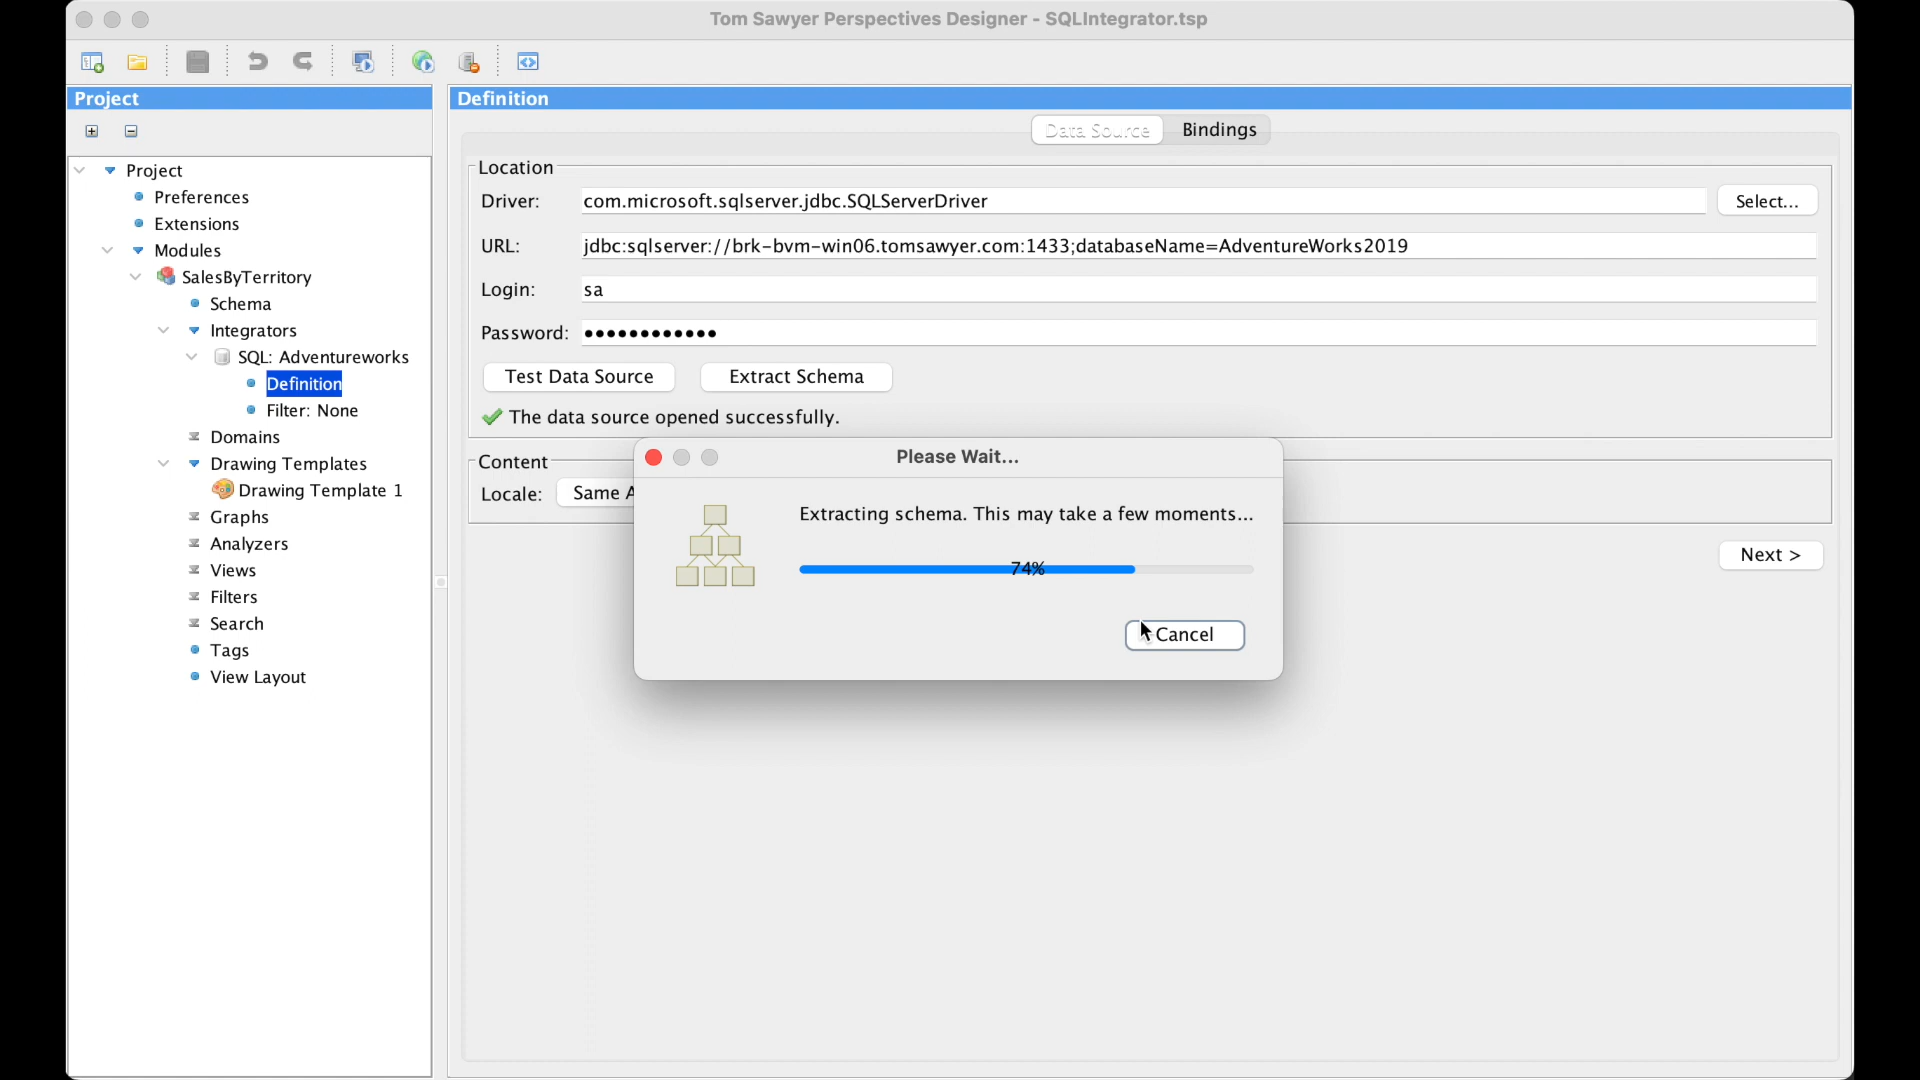 Tom Sawyer Perspectives Designer - SQLIntegrator.tsp
Project
Project
Preferences
Extensions
Modules
SalesByTerritory
Schema
Integrators
SQL: Adventureworks
Definition
Filter: None
Domains
Drawing Templates
Drawing Template 1
Graphs
Analyzers
Views
Filters
Search
Tags
View Layout
Definition
Data Source Bindings
Location
Driver: com.microsoft.sqlserver.jdbc.SQLServerDriver Select...
URL: jdbc:sqlserver://brk-bvm-win06.tomsawyer.com:1433;databaseName=AdventureWorks2019
Login: sa
Password: ●●●●●●●●●●●●
Test Data Source Extract Schema
The data source opened successfully.
Content
Locale: Same A
Next >
Please Wait...
Extracting schema. This may take a few moments...
74%
Cancel